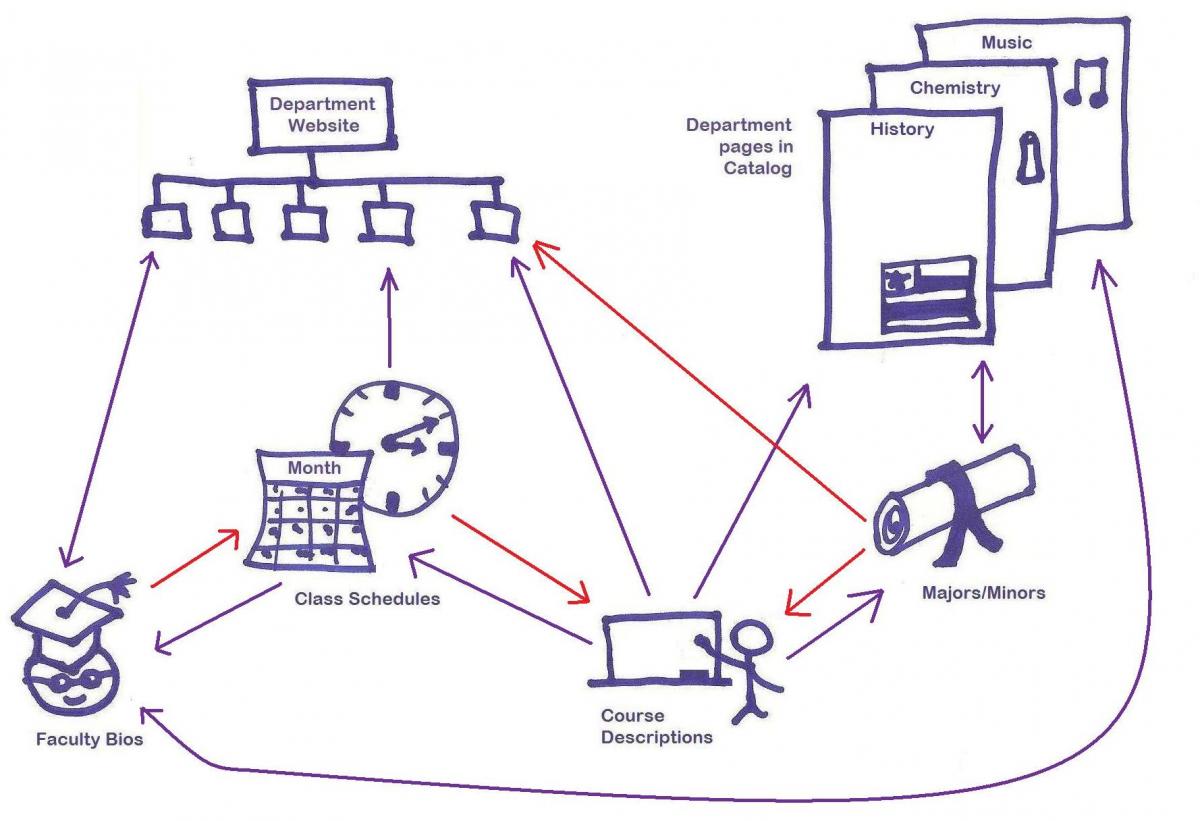 Music
Chemistry
History
Department
Website
Department
pages in
Catalog
Month
Class Schedules
Majors/Minors
Faculty Bios
Course
Descriptions